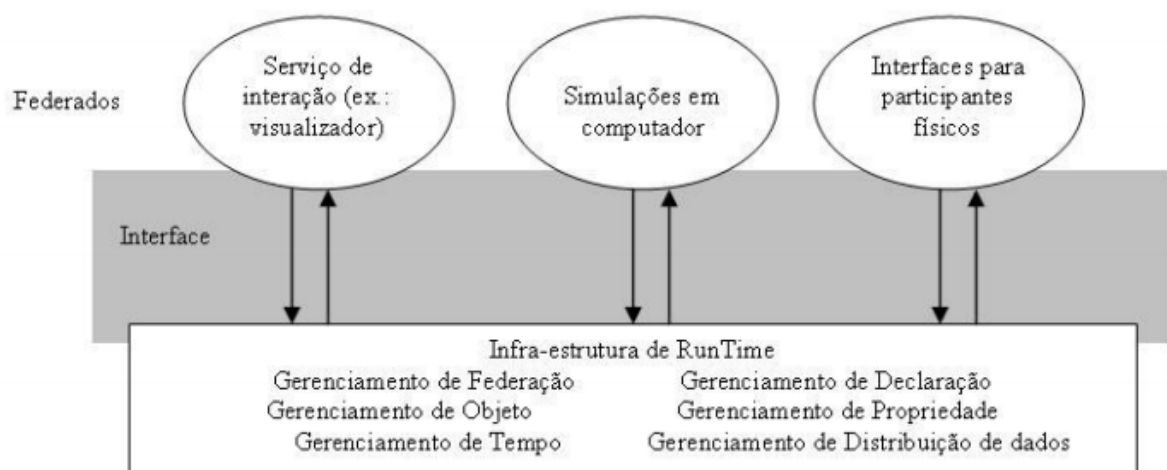 Federados
Serviço de
interação (ex.:
visualizador)
Simulações em
computador
Interfaces para
participantes
físicos
Interface
Infra-estrutura de RunTime
Gerenciamento de Federação
Gerenciamento de Declaração
Gerenciamento de Objeto
Gerenciamento de Propriedade
Gerenciamento de Tempo
Gerenciamento de Distribuição de dados